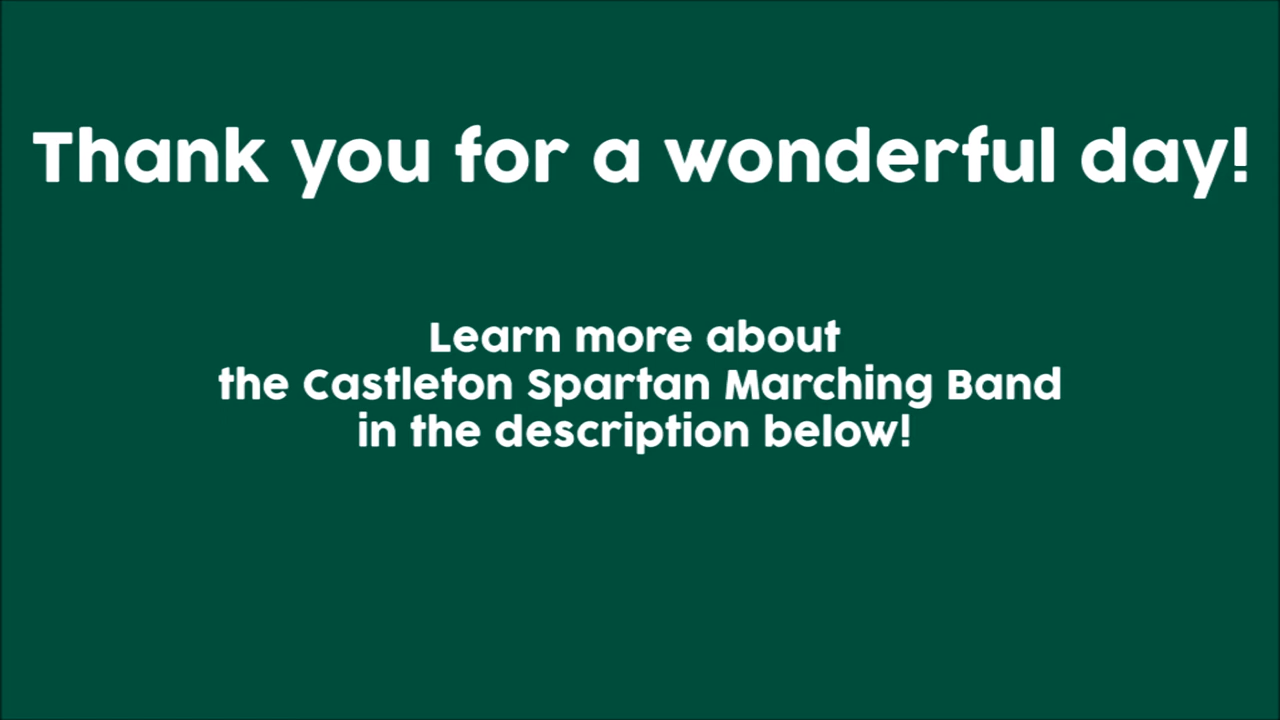 Thank you for a wonderful day!
Learn more about
the Castleton Spartan Marching Band
in the description below!